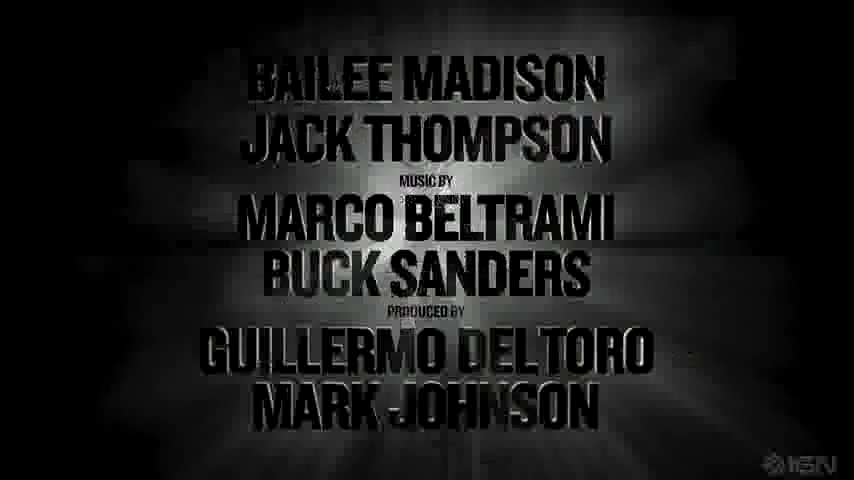 BAILEE MADISON
JACK THOMPSON
MUSIC BY
MARCO BELTRAMI
BUCK SANDERS
PRODUCED BY
GUILLERMO DEL TORO
MARK JOHNSON
IGN